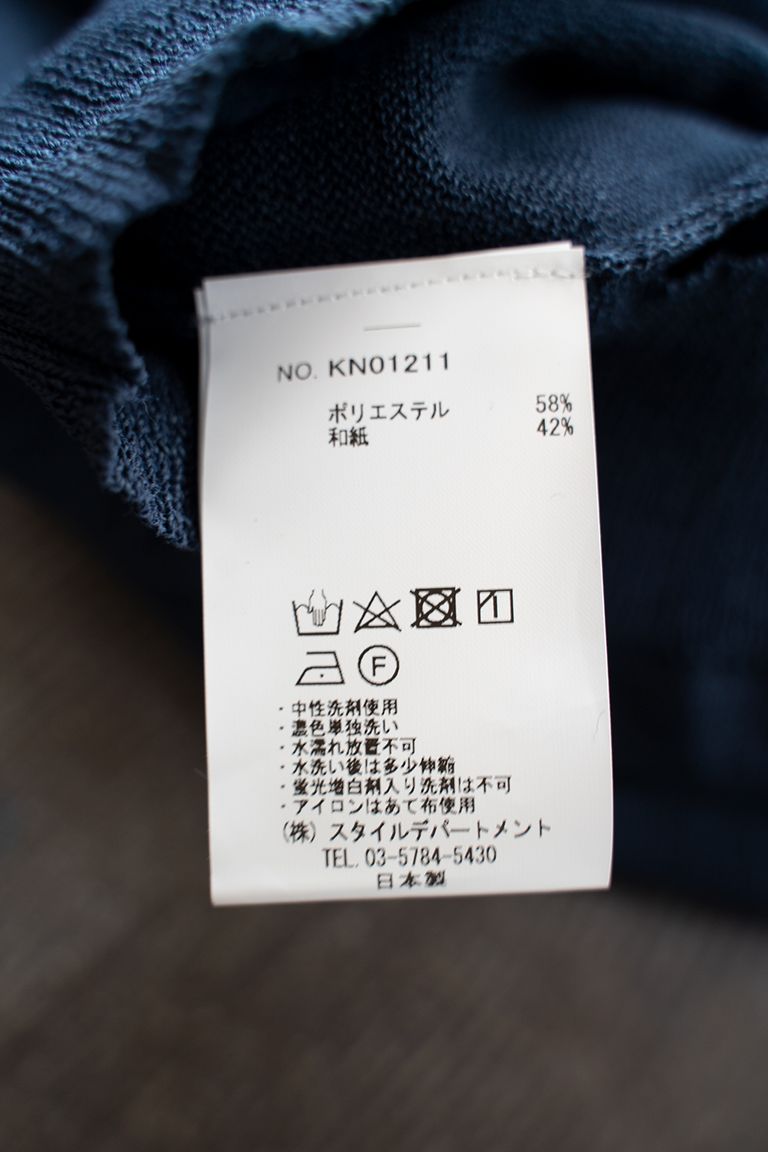 NO. KN01211
ポリエステル 58%
和紙 42%
F
・中性洗剤使用
・濃色単独洗い
・水濡れ放置不可
・水洗い後は多少伸縮
・蛍光増白剤入り洗剤は不可
・アイロンはあて布使用
(株) スタイルデパートメント
TEL. 03-5784-5430
日本製